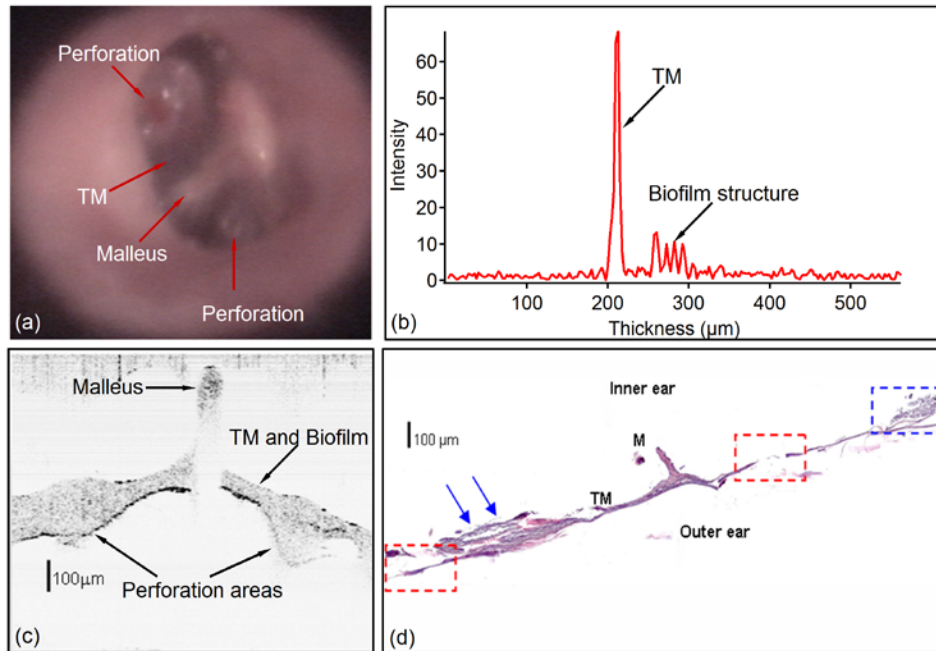 Perforation
TM
Malleus
Perforation
(a)
(b)
60
50
40
30
20
10
0
Intensity
TM
Biofilm structure
100
200
300
400
500
Thickness (µm)
Malleus
TM and Biofilm
100µm
Perforation areas
(c)
Inner ear
100 µm
M
TM
Outer ear
(d)